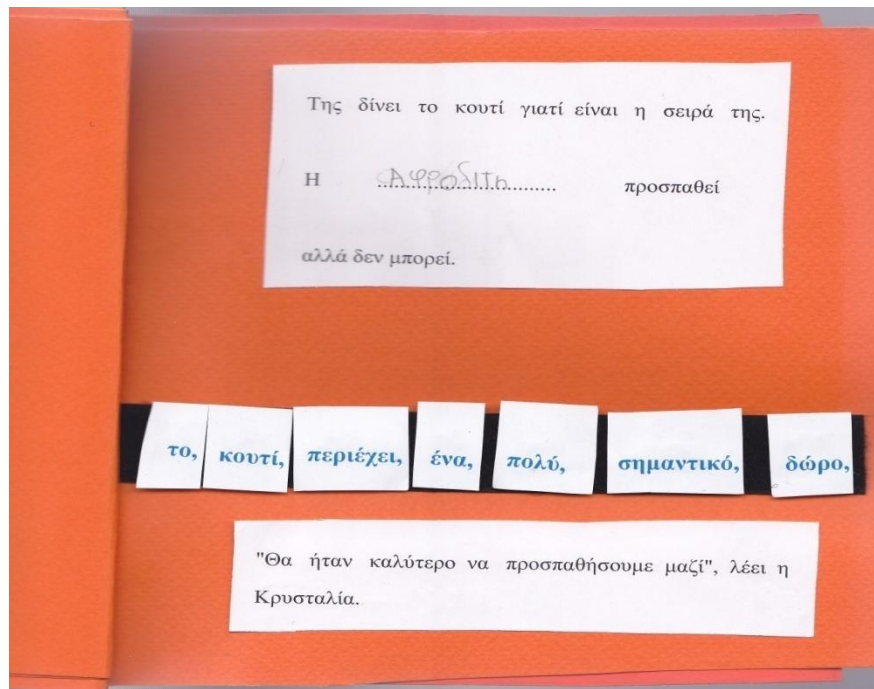 Της δίνει το κουτί γιατί είναι η σειρά της.
Η ...Αφροδιτη......... προσπαθεί
αλλά δεν μπορεί.
το, κουτί, περιέχει, ένα, πολύ, σημαντικό, δώρο,
"Θα ήταν καλύτερο να προσπαθήσουμε μαζί", λέει η
Κρυσταλία.